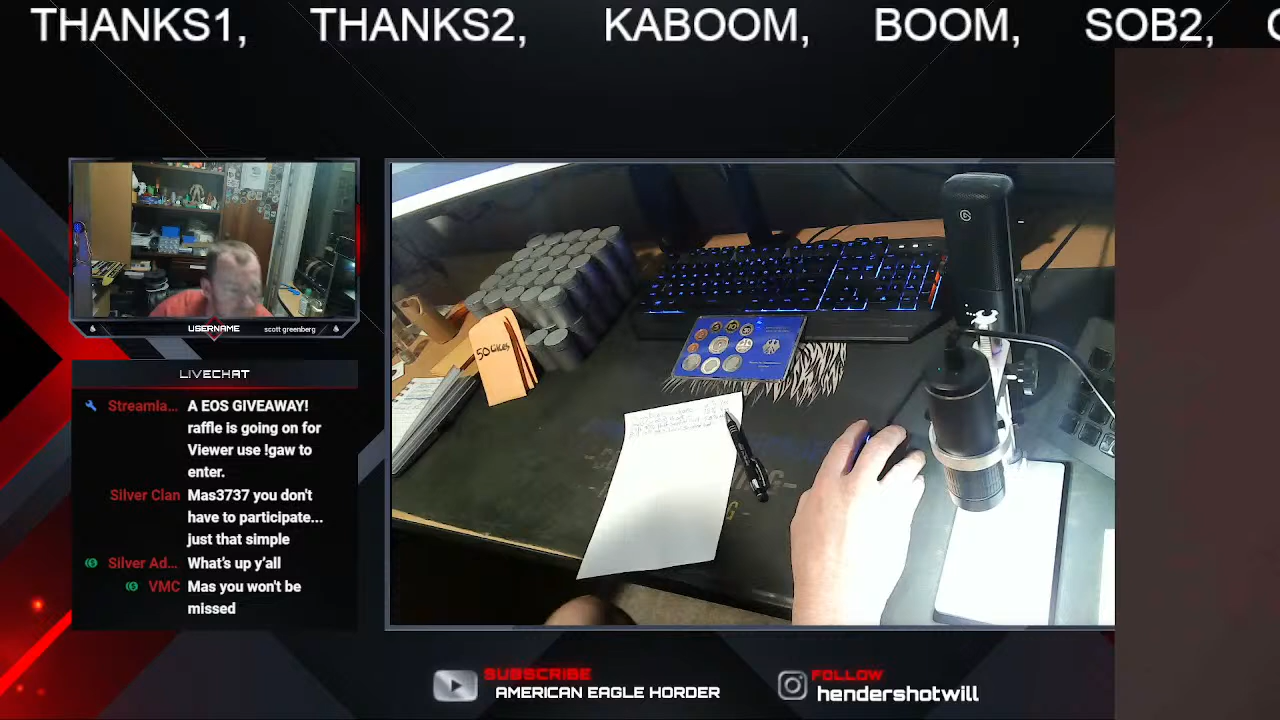 THANKS1, THANKS2, KABOOM, BOOM, SOB2,
USERNAME
scott greenberg
LIVECHAT
Streamla... A EOS GIVEAWAY!
raffle is going on for
Viewer use !gaw to
enter.
Silver Clan Mas3737 you don't
have to participate...
just that simple
Silver Ad... What's up y'all
VMC Mas you won't be
missed
SUBSCRIBE
AMERICAN EAGLE HORDER
FOLLOW
hendershotwill